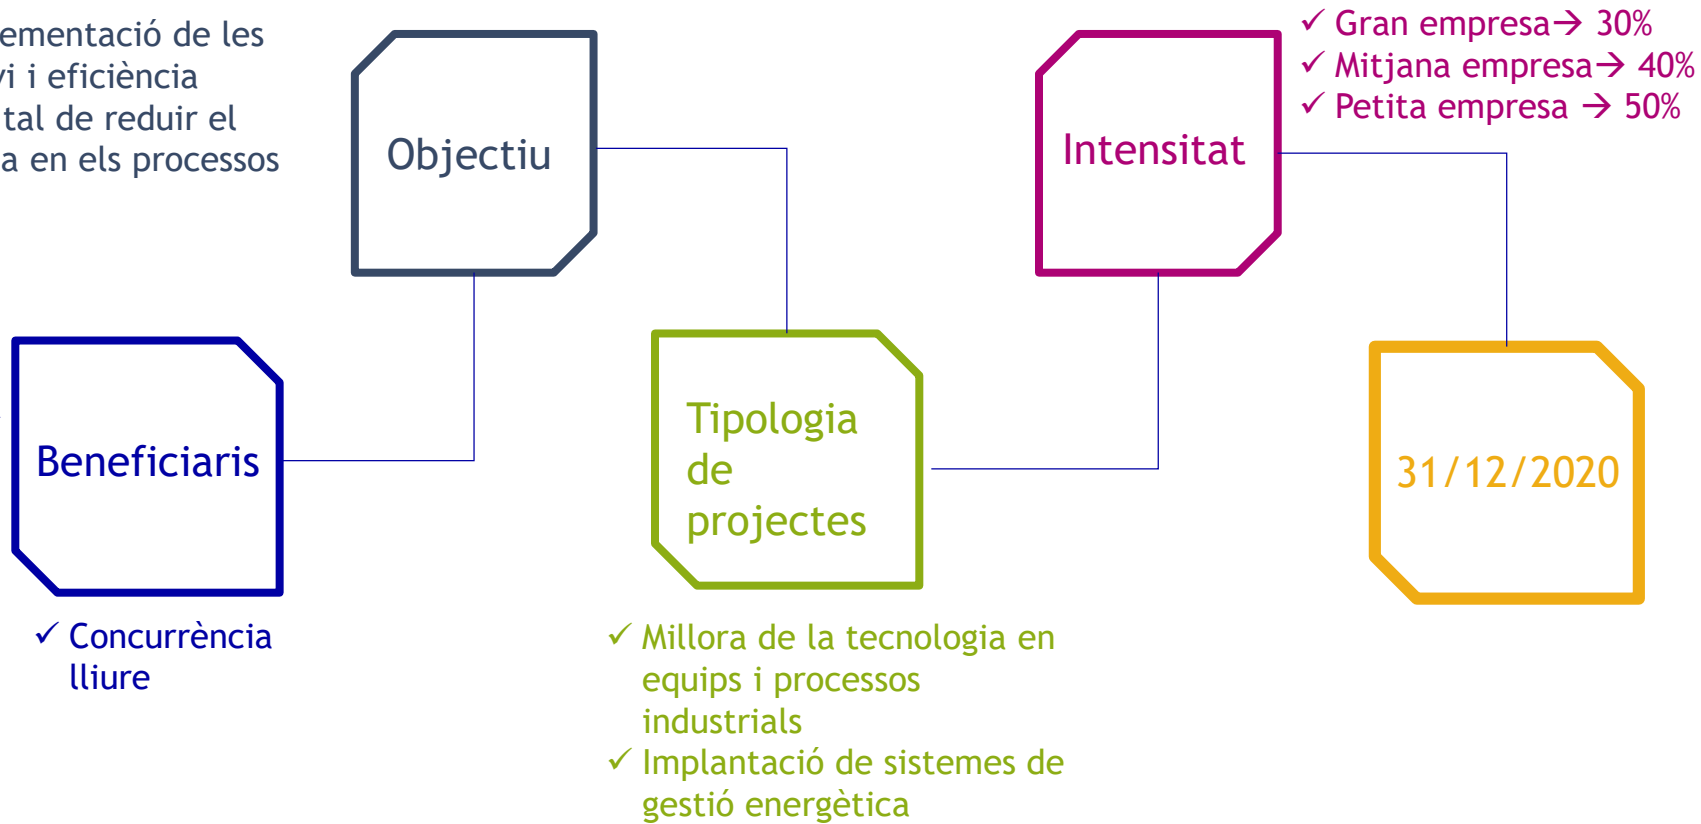 ementació de les
vi i eficiència
tal de reduir el
a en els processos
Objectiu
Intensitat
✓ Gran empresa→ 30%
✓ Mitjana empresa→ 40%
✓ Petita empresa → 50%
Beneficiaris
✓ Concurrència
lliure
Tipologia
de
projectes
✓ Millora de la tecnologia en
equips i processos
industrials
✓ Implantació de sistemes de
gestió energètica
31/12/2020